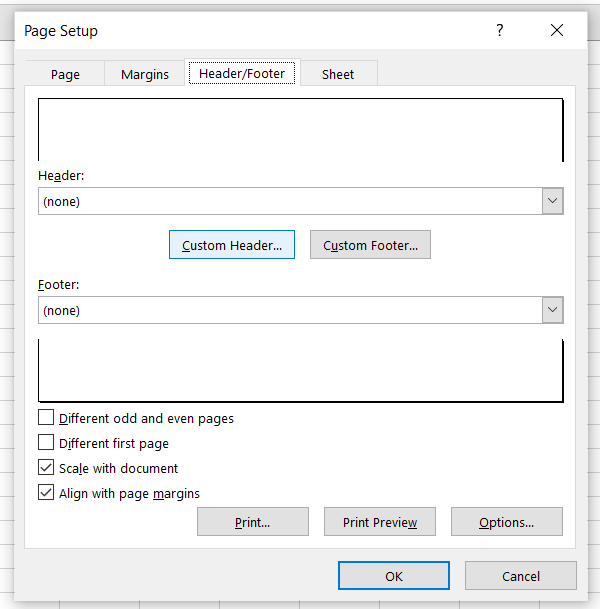 Page Setup ?
Page Margins Header/Footer Sheet
Header:
(none)
Custom Header... Custom Footer...
Footer:
(none)
Different odd and even pages
Different first page
Scale with document
Align with page margins
Print... Print Preview Options...
OK Cancel